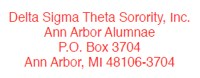 Delta Sigma Theta Sorority, Inc.
Ann Arbor Alumnae
P.O. Box 3704
Ann Arbor, MI 48106-3704